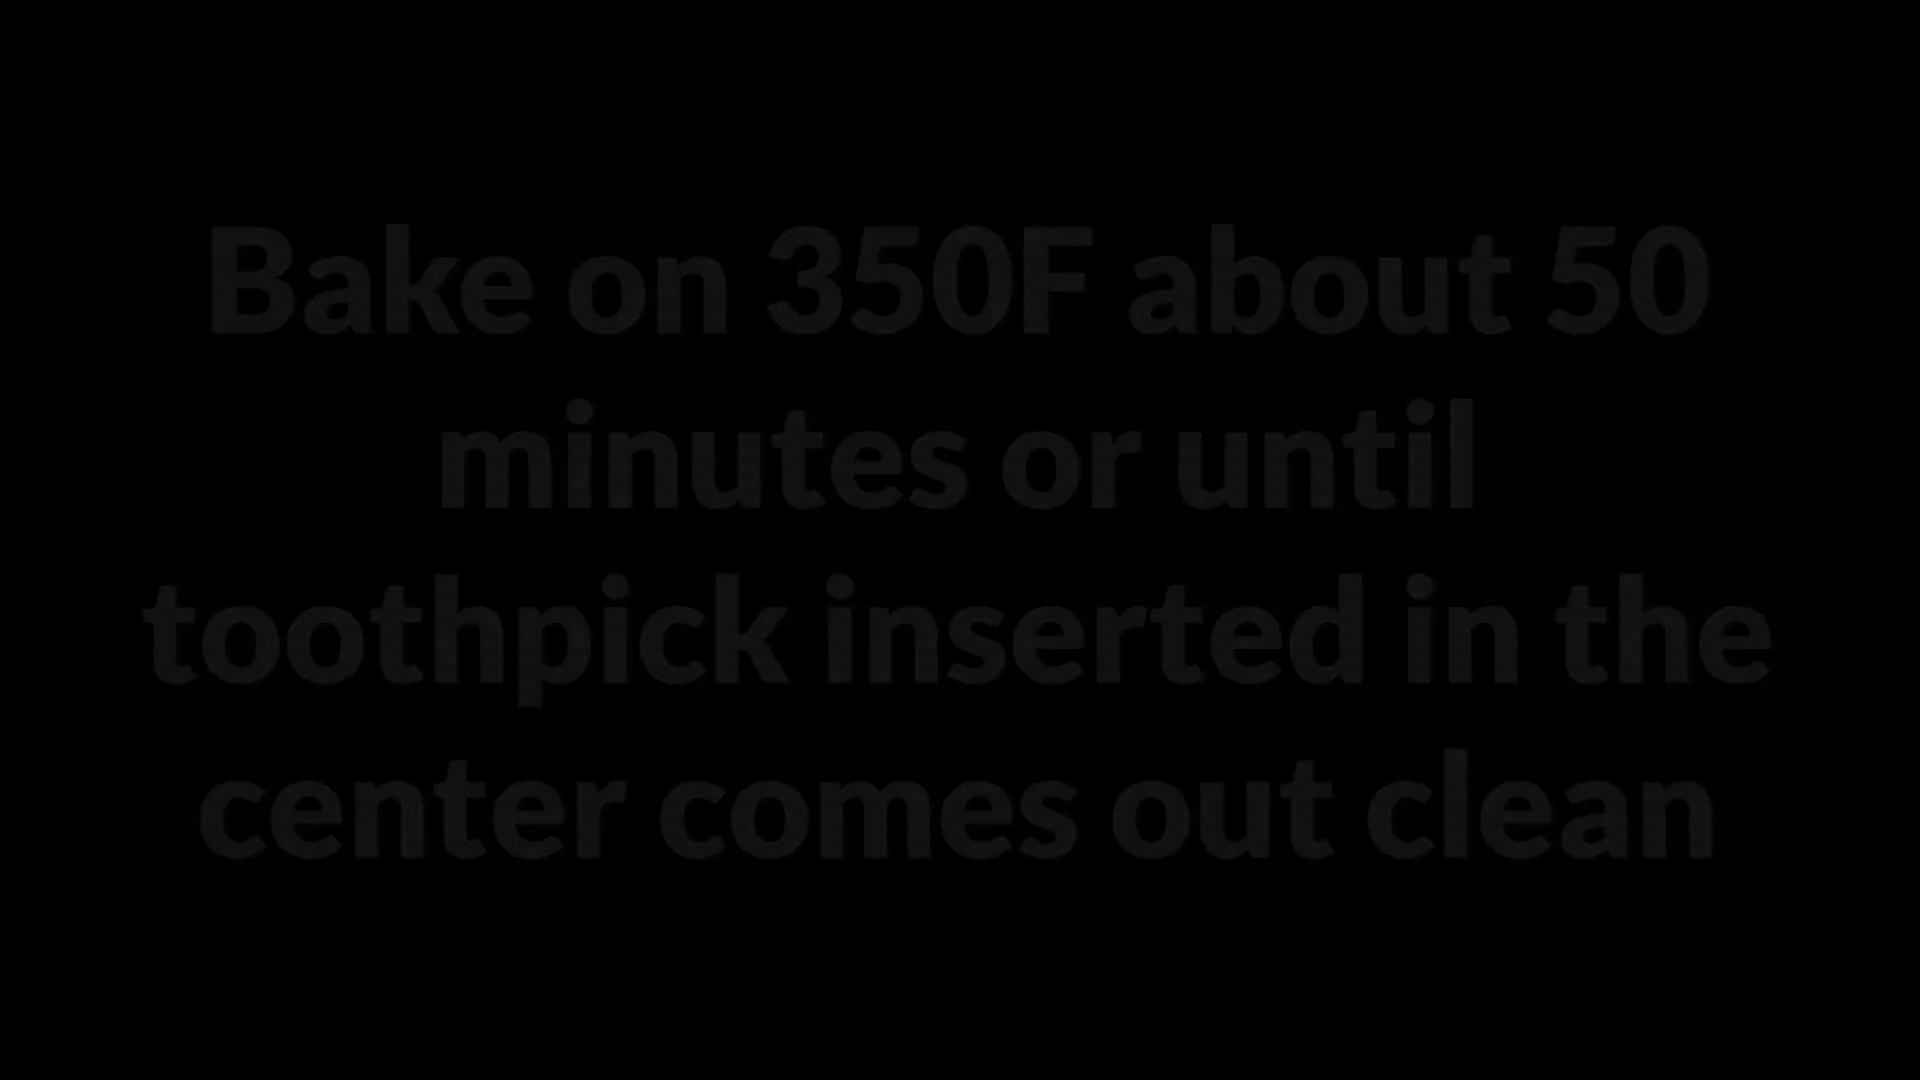 Bake on 350F about 50
minutes or until
toothpick inserted in the
center comes out clean